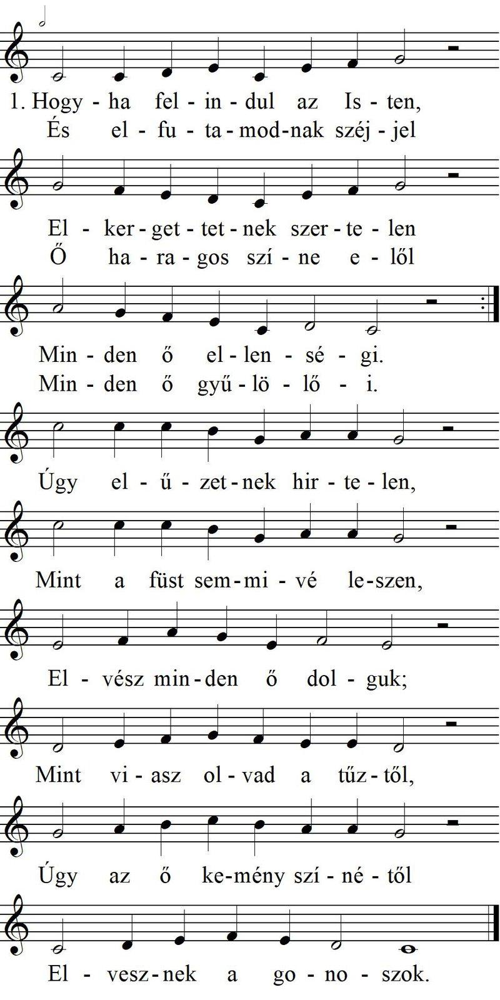 1. Hogy - ha fel - in - dul az Is - ten,
És el - fu - ta - mod - nak széj - jel
El - ker - get - tet - nek szer - te - len
Ő ha - ra - gos szí - ne e - lől
Min - den ő el - len - sé - gi.
Min - den ő gyű - lö - lő - i.
Úgy el - ű - zet - nek hir - te - len,
Mint a füst sem - mi - vé le - szen,
El - vész min - den ő dol - guk;
Mint vi - asz ol - vad a tűz - től,
Úgy az ő ke - mény szí - né - től
El - vesz - nek a go - no - szok.